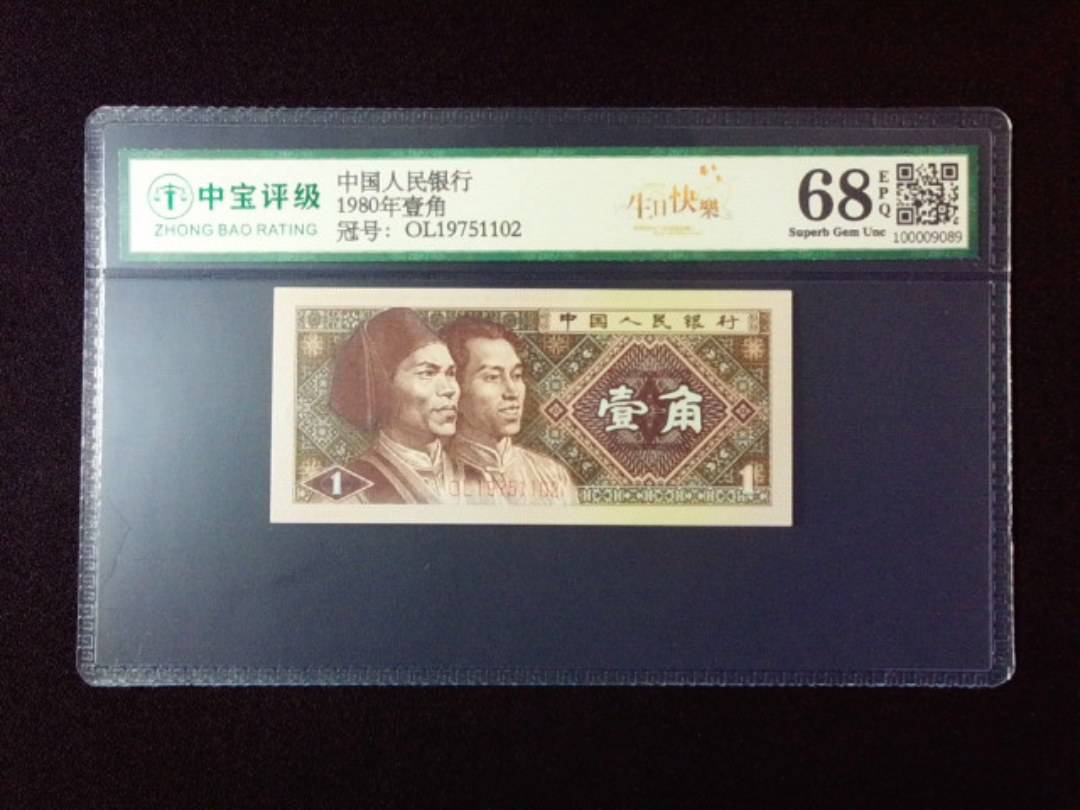 中宝评级
ZHONG BAO RATING
中国人民银行
1980年壹角
冠号：OL19751102
生日快樂
68
EPQ
Superb Gem Unc
100009089
中国人民银行
壹角
1
OL19751102
1